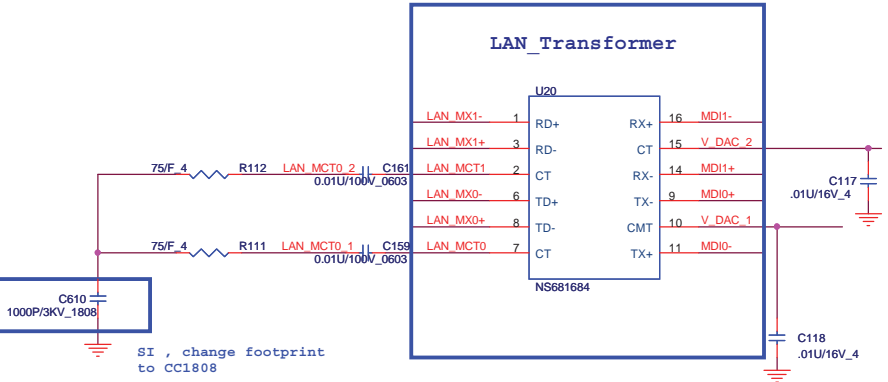 LAN_Transformer
U20
LAN_MX1- 1 RD+ RX+ 16 MDI1-
LAN_MX1+ 3 RD- CT 15 V_DAC_2
75/F_4 R112 LAN_MCT0_2 C161 LAN_MCT1 2 CT RX- 14 MDI1+
0.01U/100V_0603
C117
.01U/16V_4
LAN_MX0- 6 TD+ TX- 9 MDI0+
LAN_MX0+ 8 TD- CMT 10 V_DAC_1
75/F_4 R111 LAN_MCT0_1 C159 LAN_MCT0 7 CT TX+ 11 MDI0-
0.01U/100V_0603
NS681684
C610
1000P/3KV_1808
C118
.01U/16V_4
SI , change footprint
to CC1808